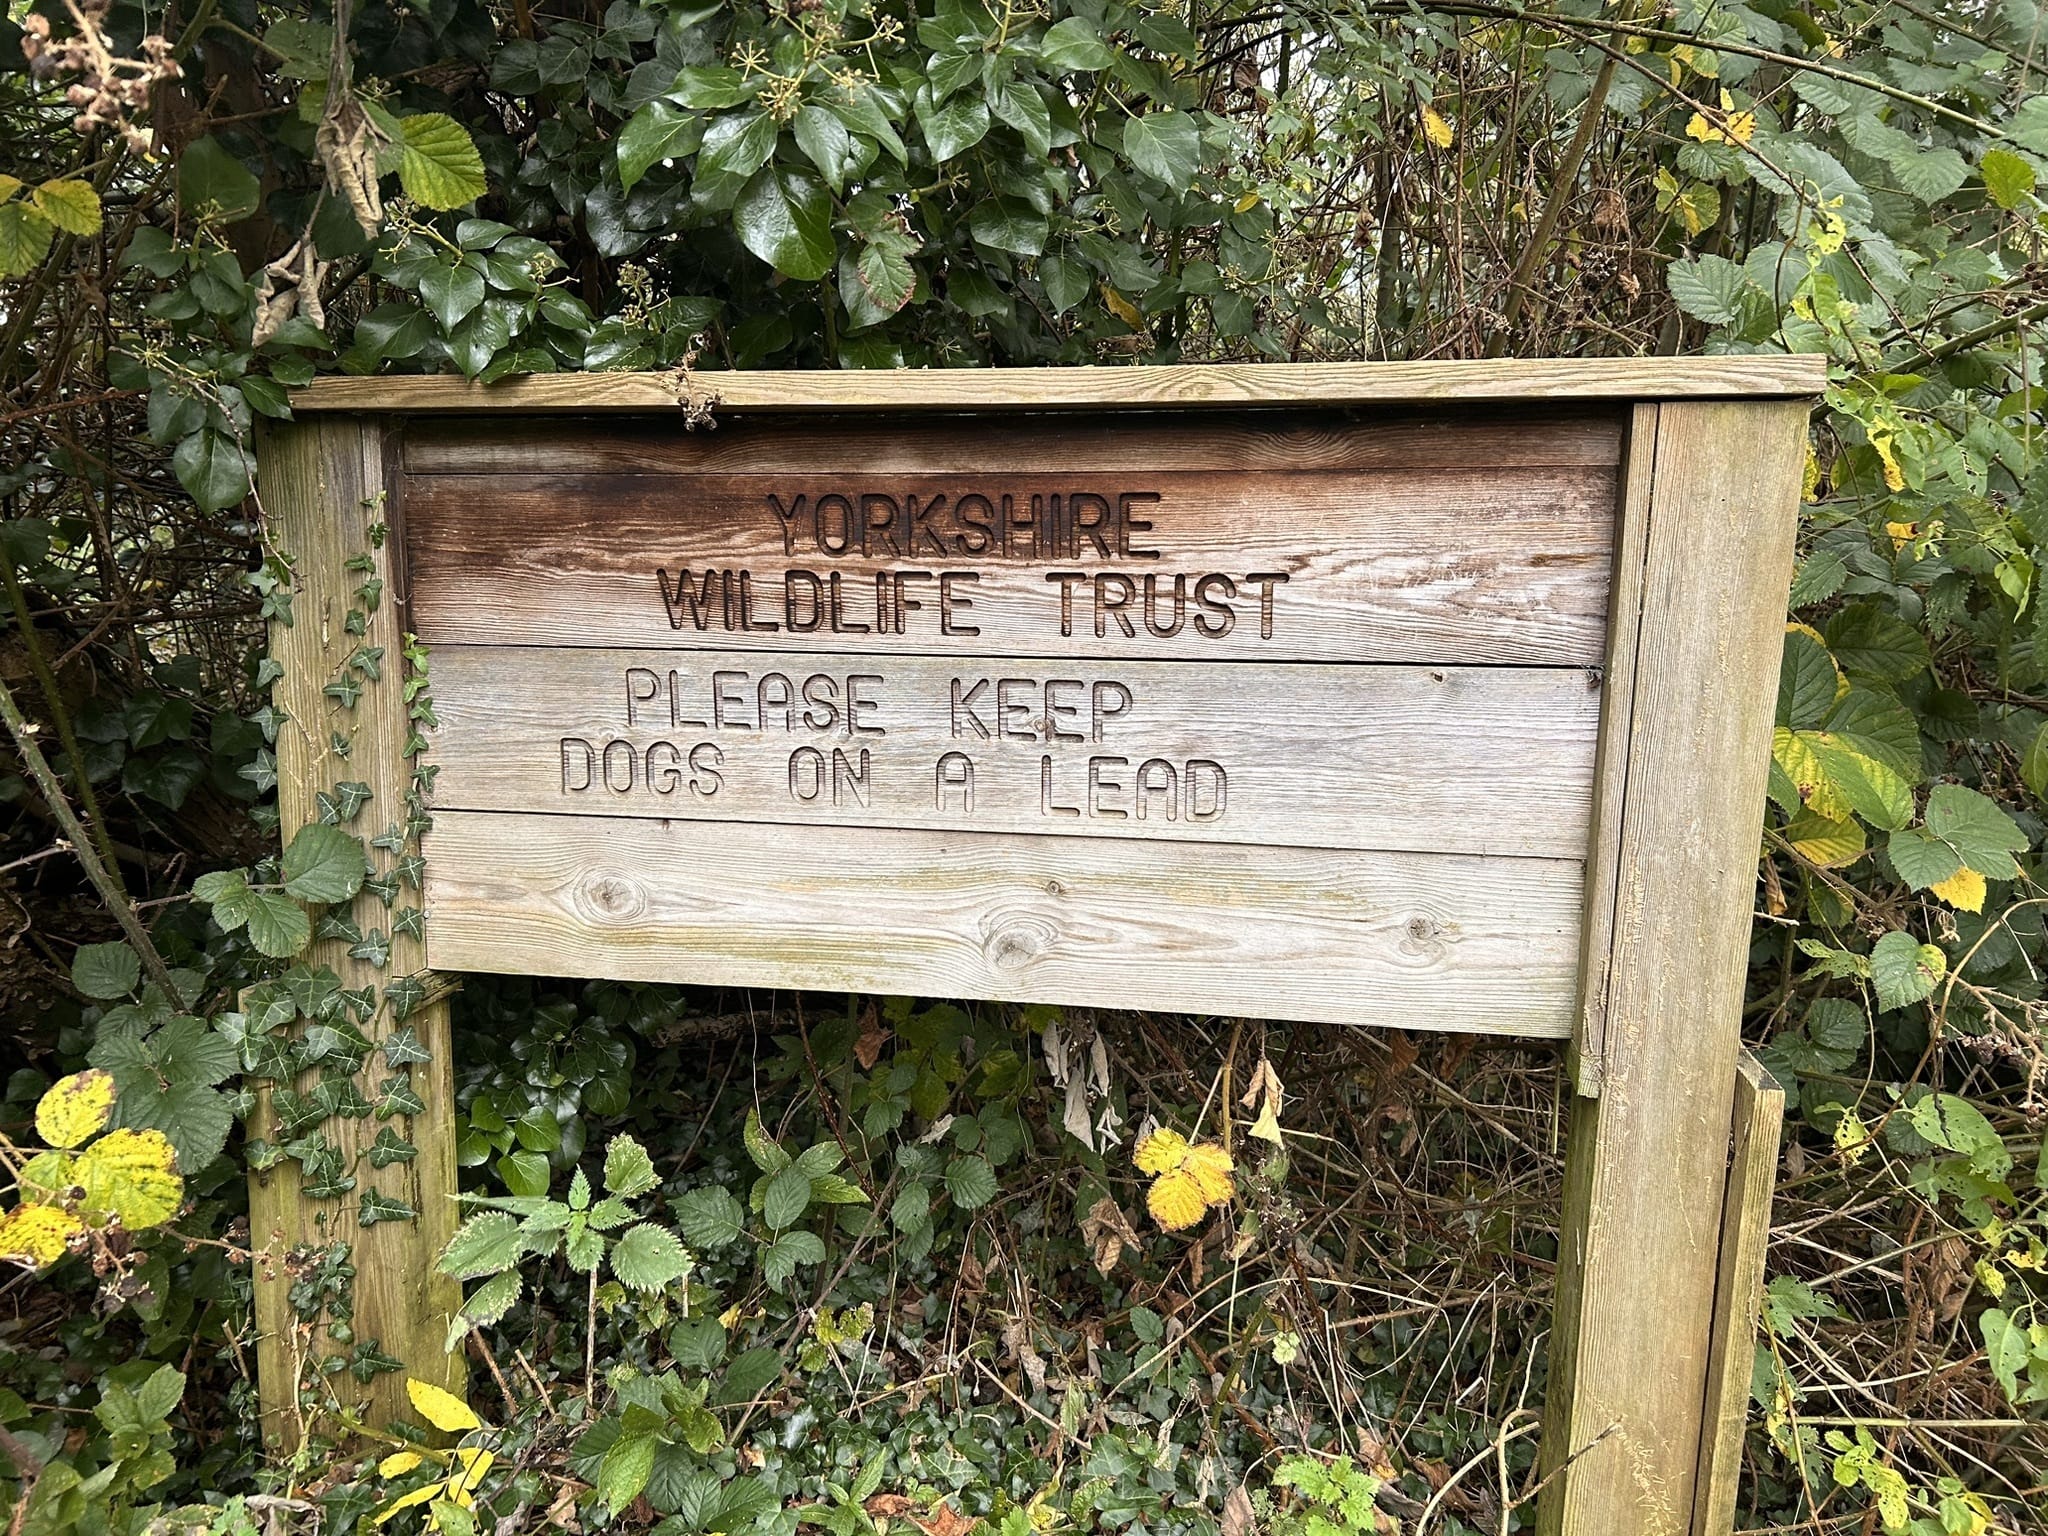 YORKSHIRE
WILDLIFE TRUST
PLEASE KEEP
DOGS ON A LEAD